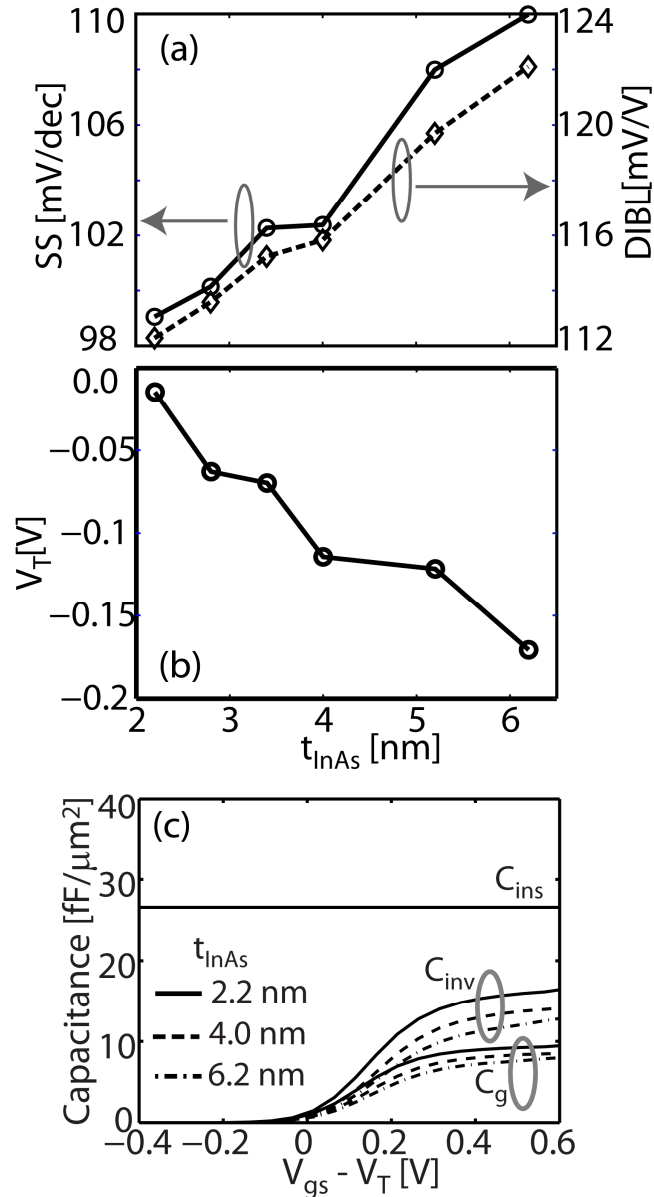 (a)
110
106
102
98
SS [mV/dec]
124
120
116
112
DIBL[mV/V]
0.0
−0.05
−0.1
−0.15
−0.2
V_T[V]
(b)
2 3 4 5 6
t_InAs [nm]
(c)
40
30
20
10
0
Capacitance [fF/μm²]
C_ins
t_InAs
2.2 nm
4.0 nm
6.2 nm
C_inv
C_g
−0.4 −0.2 0 0.2 0.4 0.6
V_gs - V_T [V]